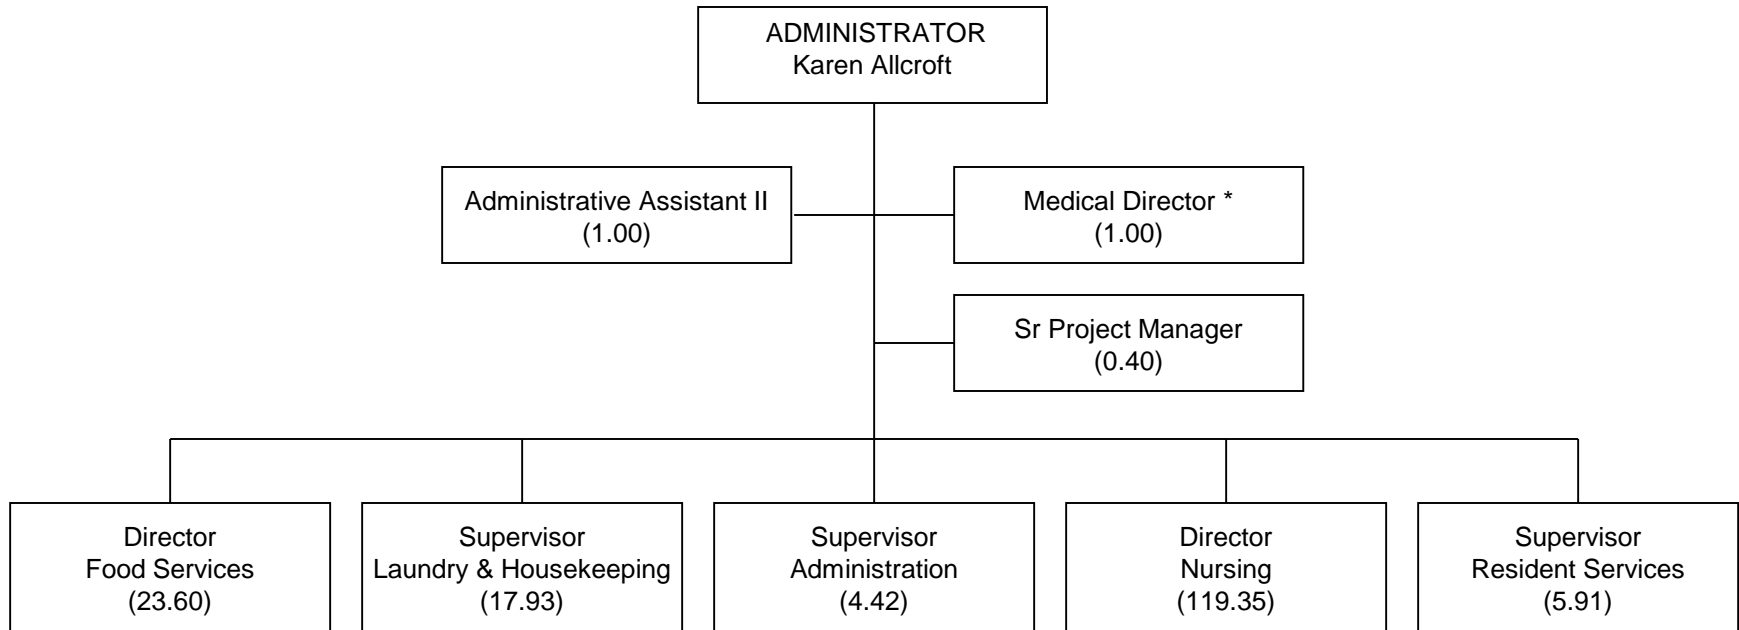 ADMINISTRATOR
Karen Allcroft
Administrative Assistant II
(1.00)
Medical Director *
(1.00)
Sr Project Manager
(0.40)
Director
Food Services
(23.60)
Supervisor
Laundry & Housekeeping
(17.93)
Supervisor
Administration
(4.42)
Director
Nursing
(119.35)
Supervisor
Resident Services
(5.91)